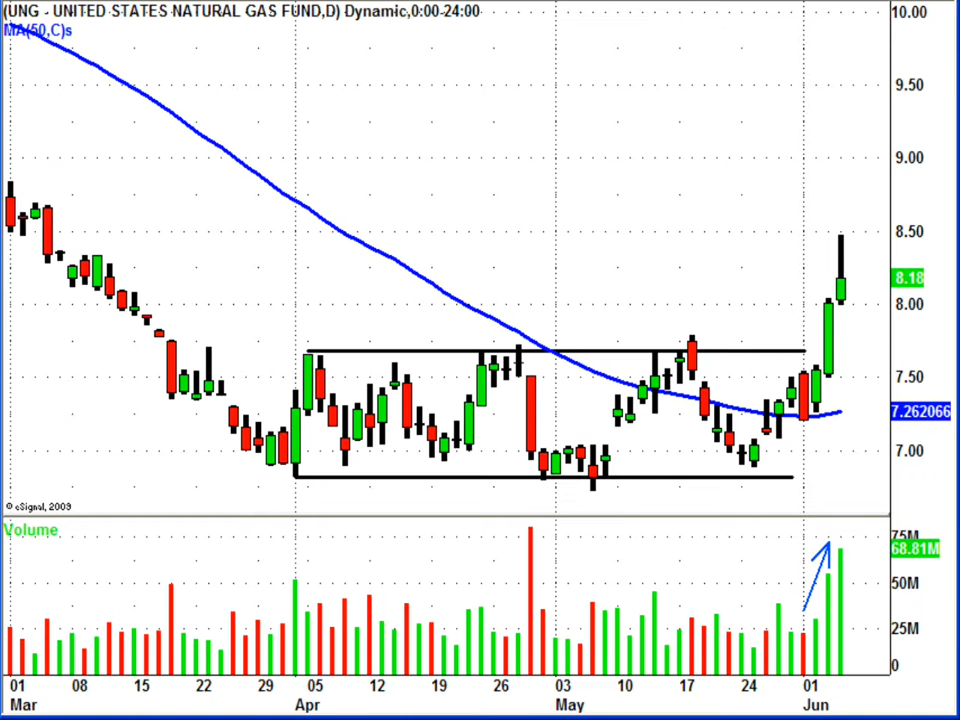 (UNG - UNITED STATES NATURAL GAS FUND,D) Dynamic,0:00-24:00
MA(50,C)s
10.00
9.50
9.00
8.50
8.18
8.00
7.50
7.262066
7.00
© eSignal, 2009
Volume
75M
68.81M
50M
25M
0
01 08 15 22 29 05 12 19 26 03 10 17 24 01
Mar Apr May Jun